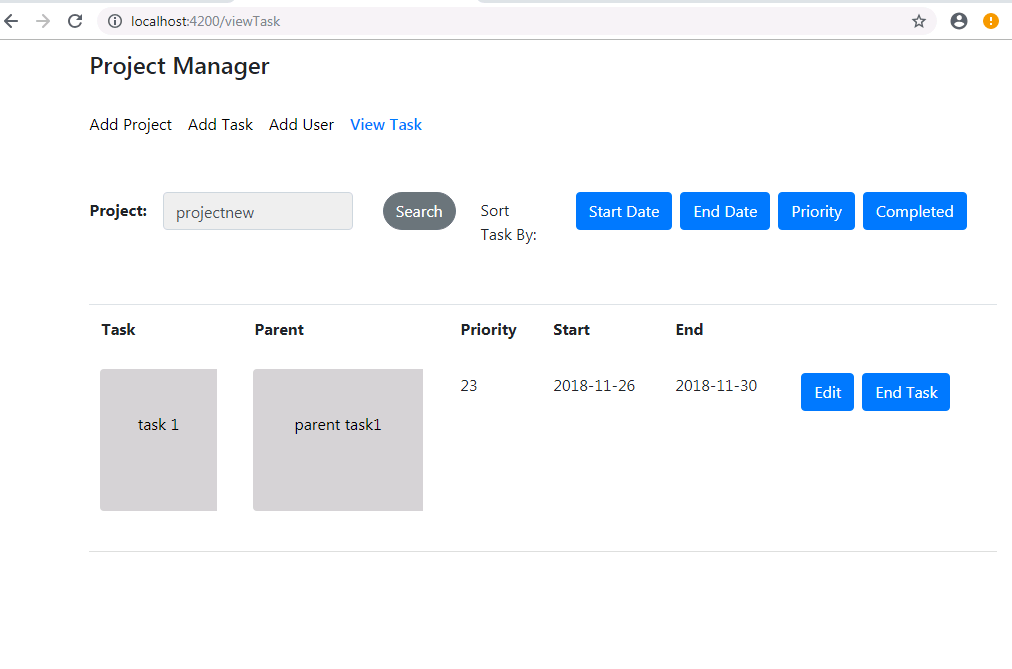 localhost:4200/viewTask
Project Manager
Add Project Add Task Add User View Task
Project: projectnew Search Sort Task By: Start Date End Date Priority Completed
Task Parent Priority Start End
task 1 parent task1 23 2018-11-26 2018-11-30 Edit End Task